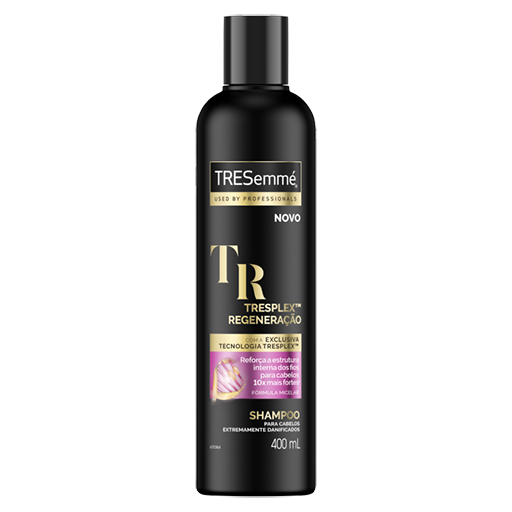 TRESemmé®
USED BY PROFESSIONALS
NOVO
TR
TRESPLEX™
REGENERAÇÃO
COM A EXCLUSIVA
TECNOLOGIA TRESPLEX™
Reforça a estrutura
interna dos fios
para cabelos
10x mais fortes
FÓRMULA MICELAR
SHAMPOO
PARA CABELOS
EXTREMAMENTE DANIFICADOS
400 mL